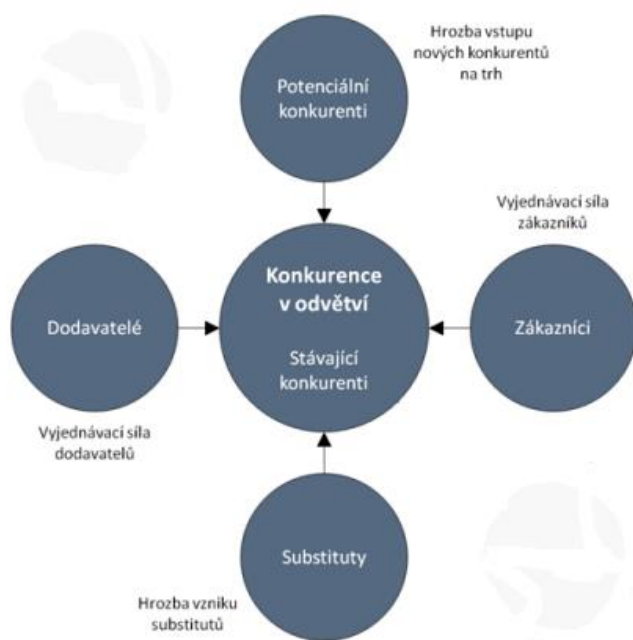 Hrozba vstupu
nových konkurentů
na trh
Potenciální
konkurenti
Vyjednávací síla
zákazníků
Konkurence
v odvětví
Stávající
konkurenti
Dodavatelé
Zákazníci
Vyjednávací síla
dodavatelů
Substituty
Hrozba vzniku
substitutů